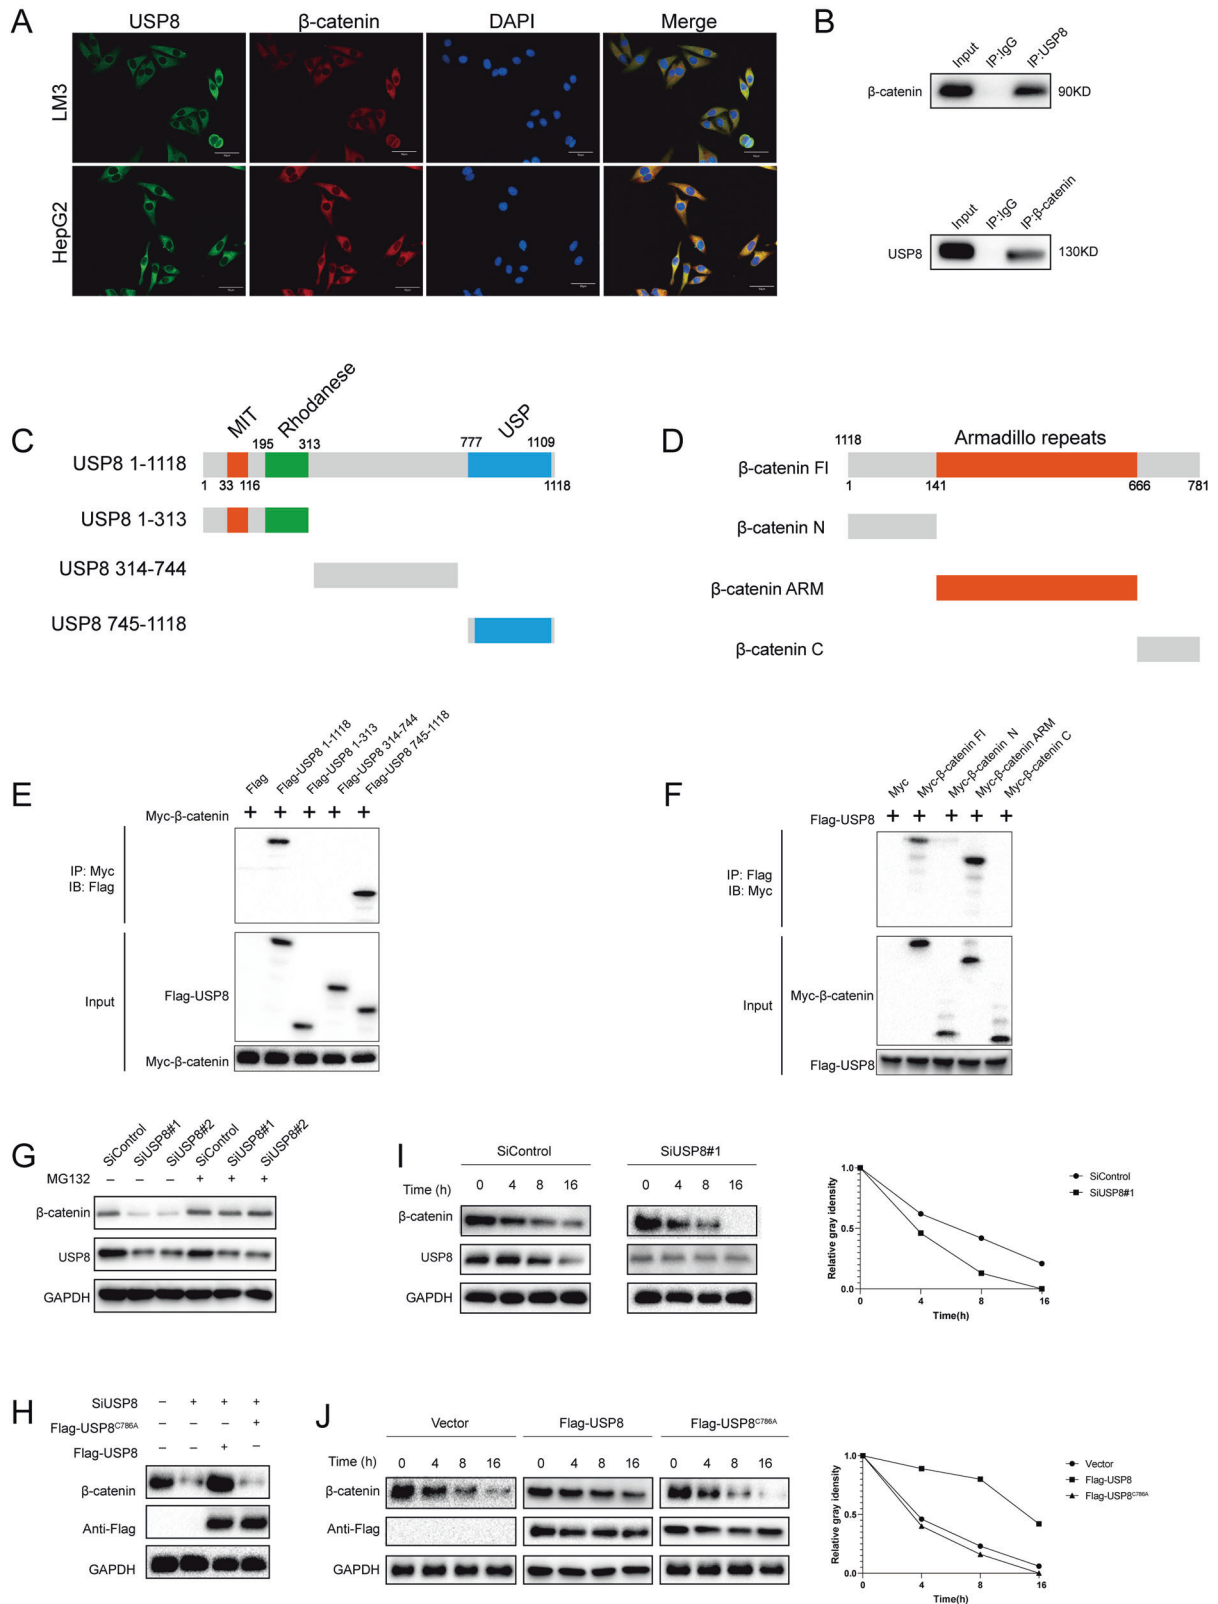 A
USP8
β-catenin
DAPI
Merge
LM3
HepG2
B
Input
IP:IgG
IP:USP8
β-catenin
90KD
Input
IP:IgG
IP:β-catenin
USP8
130KD
C
MIT
Rhodanese
USP
195
313
777
1109
USP8 1-1118
1
33
116
1118
USP8 1-313
USP8 314-744
USP8 745-1118
D
1118
Armadillo repeats
β-catenin Fl
1
141
666
781
β-catenin N
β-catenin ARM
β-catenin C
E
Flag
Flag-USP8 1-1118
Flag-USP8 1-313
Flag-USP8 314-744
Flag-USP8 745-1118
Myc-β-catenin + + + + +
IP: Myc
IB: Flag
Input
Flag-USP8
Myc-β-catenin
F
Myc
Myc-β-catenin Fl
Myc-β-catenin N
Myc-β-catenin ARM
Myc-β-catenin C
Flag-USP8 + + + + +
IP: Flag
IB: Myc
Input
Myc-β-catenin
Flag-USP8
G
SiControl
SiUSP8#1
SiUSP8#2
SiControl
SiUSP8#1
SiUSP8#2
MG132 – – – + + +
β-catenin
USP8
GAPDH
I
SiControl
SiUSP8#1
Time (h) 0 4 8 16 0 4 8 16
β-catenin
USP8
GAPDH
Relative gray identity
1.0
0.5
0.0
0 4 8 16
Time(h)
SiControl
SiUSP8#1
H
SiUSP8 – + + +
Flag-USP8C786A – – – +
Flag-USP8 – – + –
β-catenin
Anti-Flag
GAPDH
J
Vector
Flag-USP8
Flag-USP8C786A
Time (h) 0 4 8 16 0 4 8 16 0 4 8 16
β-catenin
Anti-Flag
GAPDH
Relative gray identity
1.0
0.5
0.0
0 4 8 16
Time(h)
Vector
Flag-USP8
Flag-USP8C786A